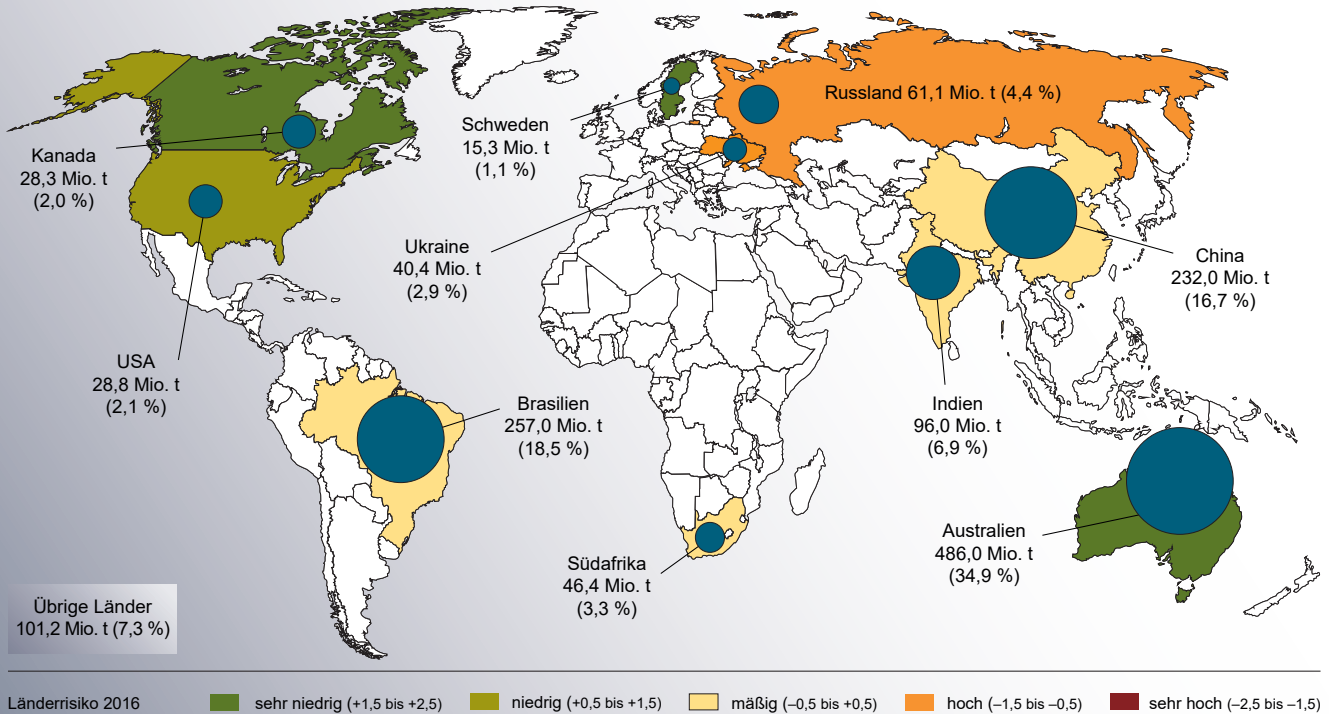 Russland 61,1 Mio. t (4,4 %)
Schweden
15,3 Mio. t
(1,1 %)
Kanada
28,3 Mio. t
(2,0 %)
Ukraine
40,4 Mio. t
(2,9 %)
China
232,0 Mio. t
(16,7 %)
USA
28,8 Mio. t
(2,1 %)
Brasilien
257,0 Mio. t
(18,5 %)
Indien
96,0 Mio. t
(6,9 %)
Australien
486,0 Mio. t
(34,9 %)
Südafrika
46,4 Mio. t
(3,3 %)
Übrige Länder
101,2 Mio. t (7,3 %)
Länderrisiko 2016 sehr niedrig (+1,5 bis +2,5) niedrig (+0,5 bis +1,5) mäßig (–0,5 bis +0,5) hoch (–1,5 bis –0,5) sehr hoch (–2,5 bis –1,5)